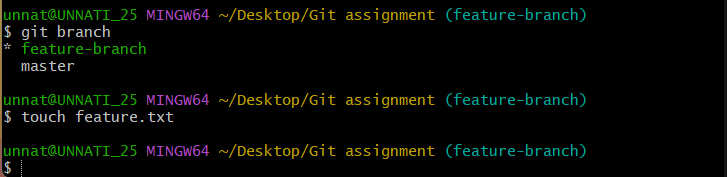 unnat@UNNATI_25 MINGW64 ~/Desktop/Git assignment (feature-branch)
$ git branch
* feature-branch
  master

unnat@UNNATI_25 MINGW64 ~/Desktop/Git assignment (feature-branch)
$ touch feature.txt

unnat@UNNATI_25 MINGW64 ~/Desktop/Git assignment (feature-branch)
$